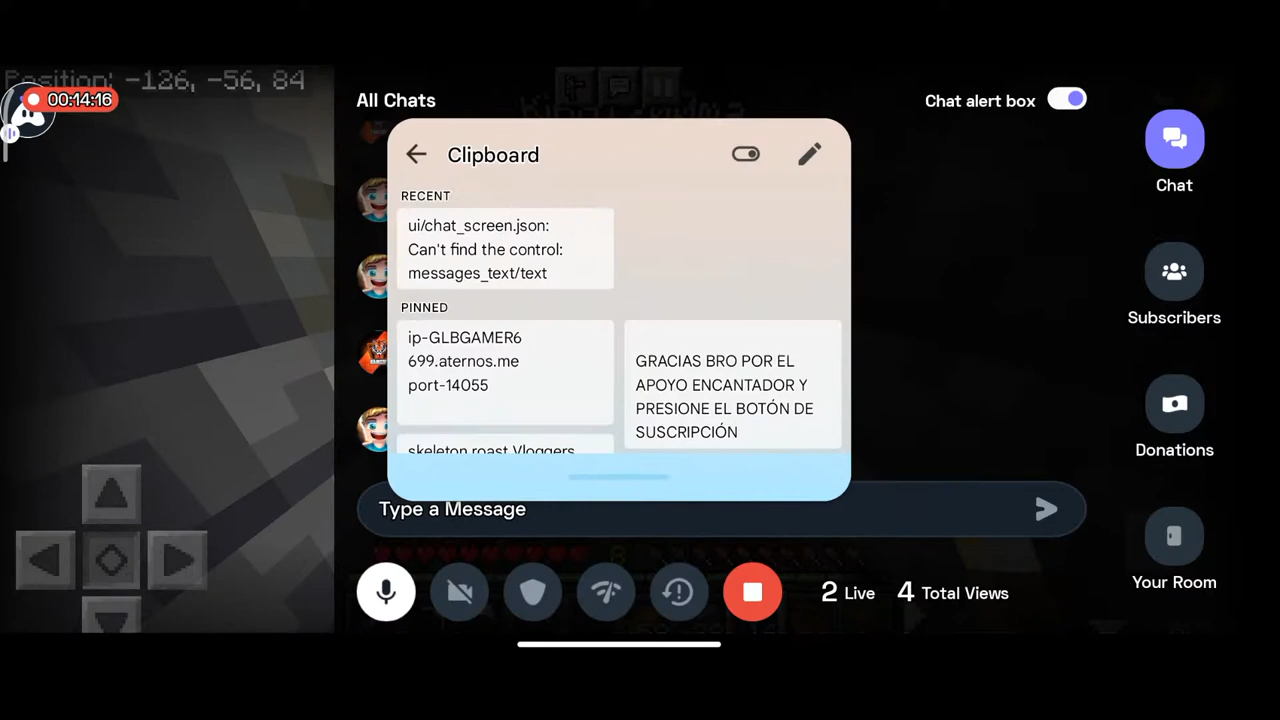 Position: -126, -56, 84
00:14:16
All Chats
Chat alert box
Clipboard
RECENT
ui/chat_screen.json:
Can't find the control:
messages_text/text
PINNED
ip-GLBGAMER6
699.aternos.me
port-14055
GRACIAS BRO POR EL
APOYO ENCANTADOR Y
PRESIONE EL BOTÓN DE
SUSCRIPCIÓN
skeleton roast Vloggers
Type a Message
Chat
Subscribers
Donations
Your Room
2 Live
4 Total Views